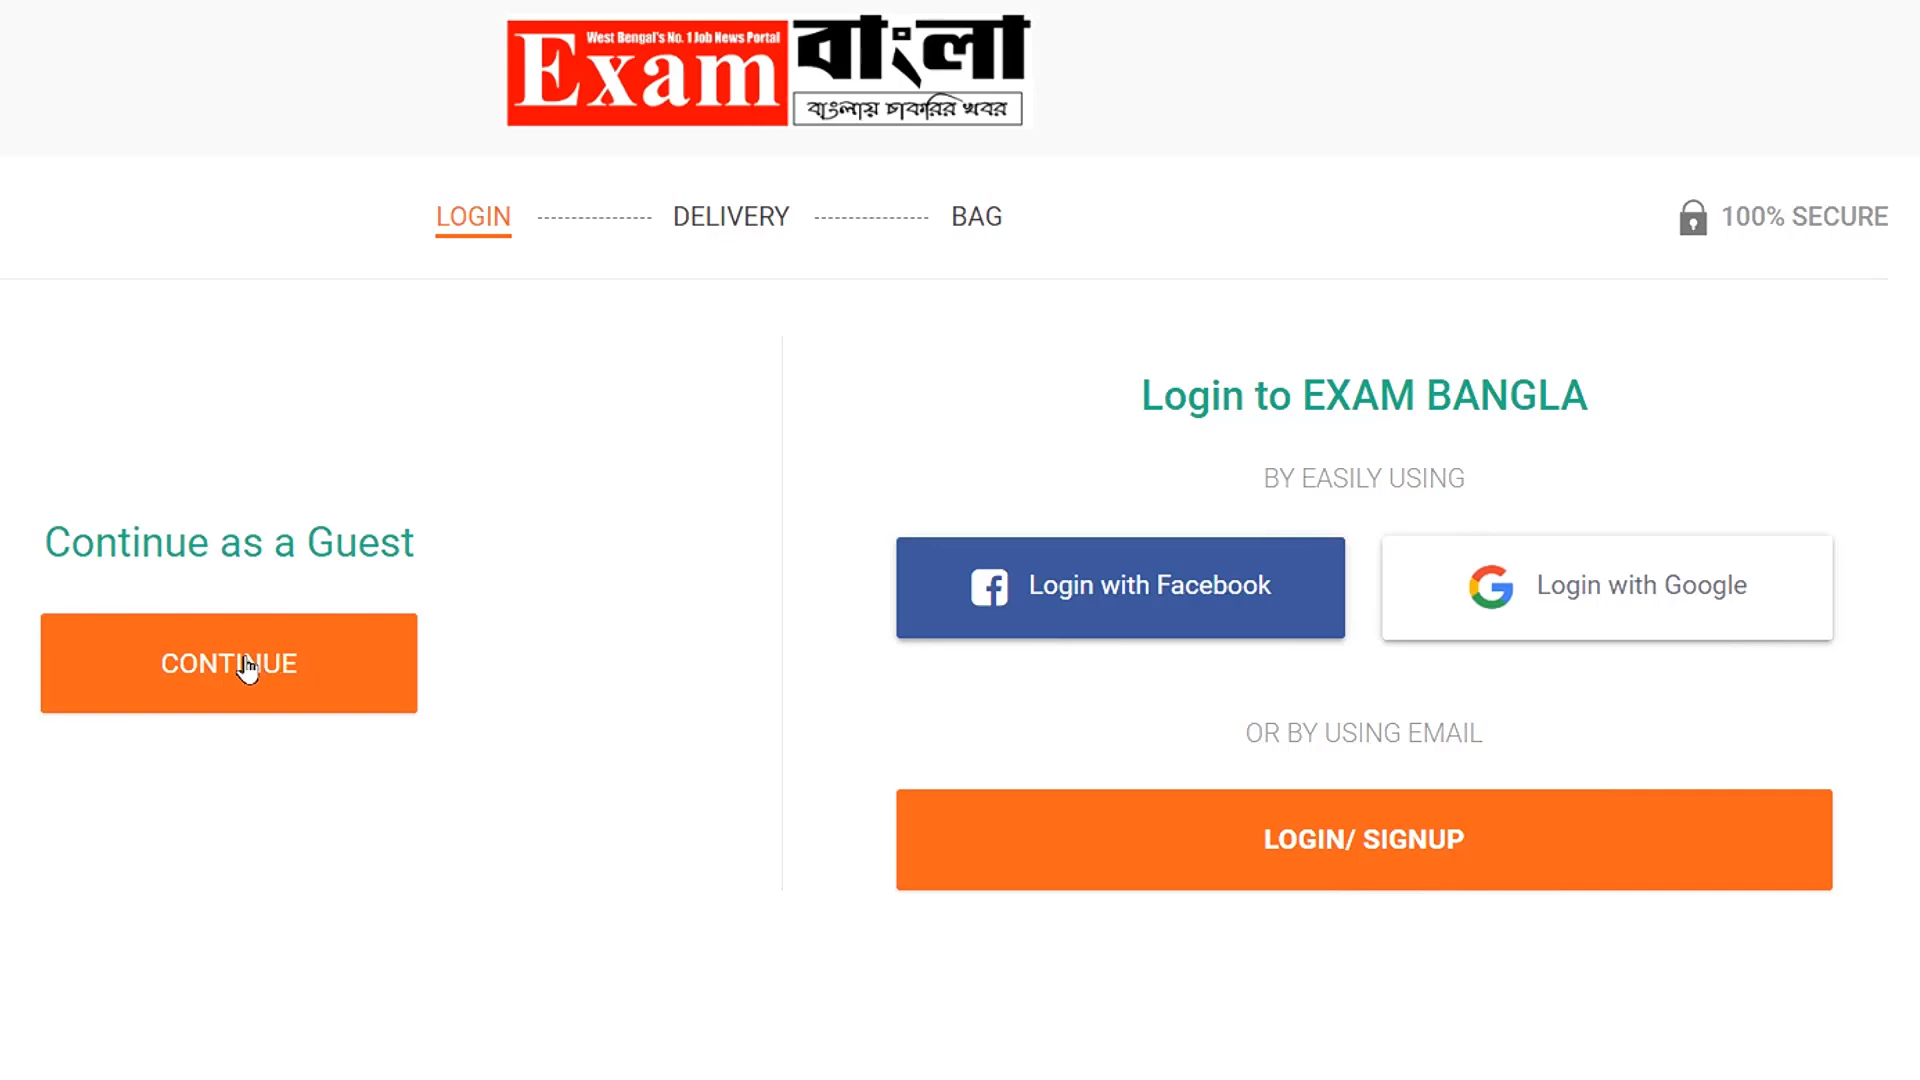 West Bengal's No. 1 Job News Portal
Exam বাংলা
বাংলায় চাকরির খবর
LOGIN DELIVERY BAG
100% SECURE
Login to EXAM BANGLA
BY EASILY USING
Continue as a Guest
Login with Facebook
Login with Google
CONTINUE
OR BY USING EMAIL
LOGIN/ SIGNUP